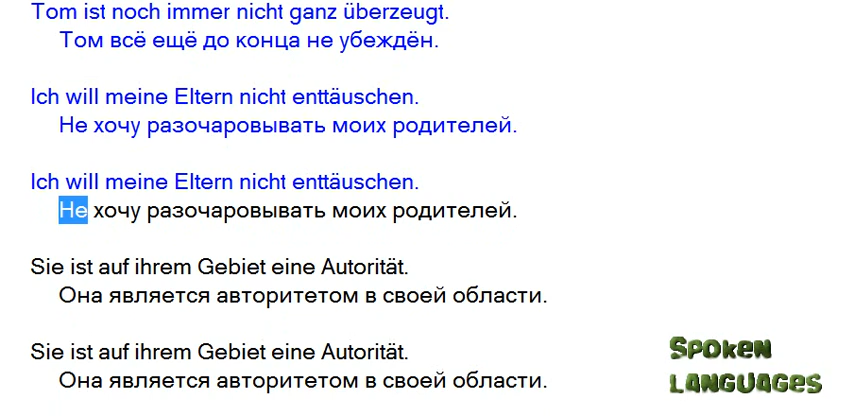 Tom ist noch immer nicht ganz überzeugt.
Том всё ещё до конца не убеждён.
Ich will meine Eltern nicht enttäuschen.
Не хочу разочаровывать моих родителей.
Ich will meine Eltern nicht enttäuschen.
Не хочу разочаровывать моих родителей.
Sie ist auf ihrem Gebiet eine Autorität.
Она является авторитетом в своей области.
Sie ist auf ihrem Gebiet eine Autorität.
Она является авторитетом в своей области.
Spoken
Languages